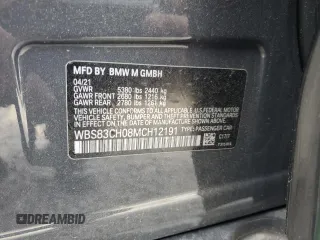 MFD BY BMW M GMBH
04/21
GVWR 5380 lbs 2440 kg
GAWR FRONT 2680 lbs 1216 kg
GAWR REAR 2780 lbs 1261 kg
THIS VEHICLE CONFORMS TO ALL APPLICABLE
FEDERAL MOTOR VEHICLE SAFETY,
BUMPER, AND THEFT PREVENTION STANDARDS
IN EFFECT ON THE DATE OF
MANUFACTURE SHOWN ABOVE.
WBS83CH08MCH12191 TYPE:PASSENGER CAR
DREAMBID